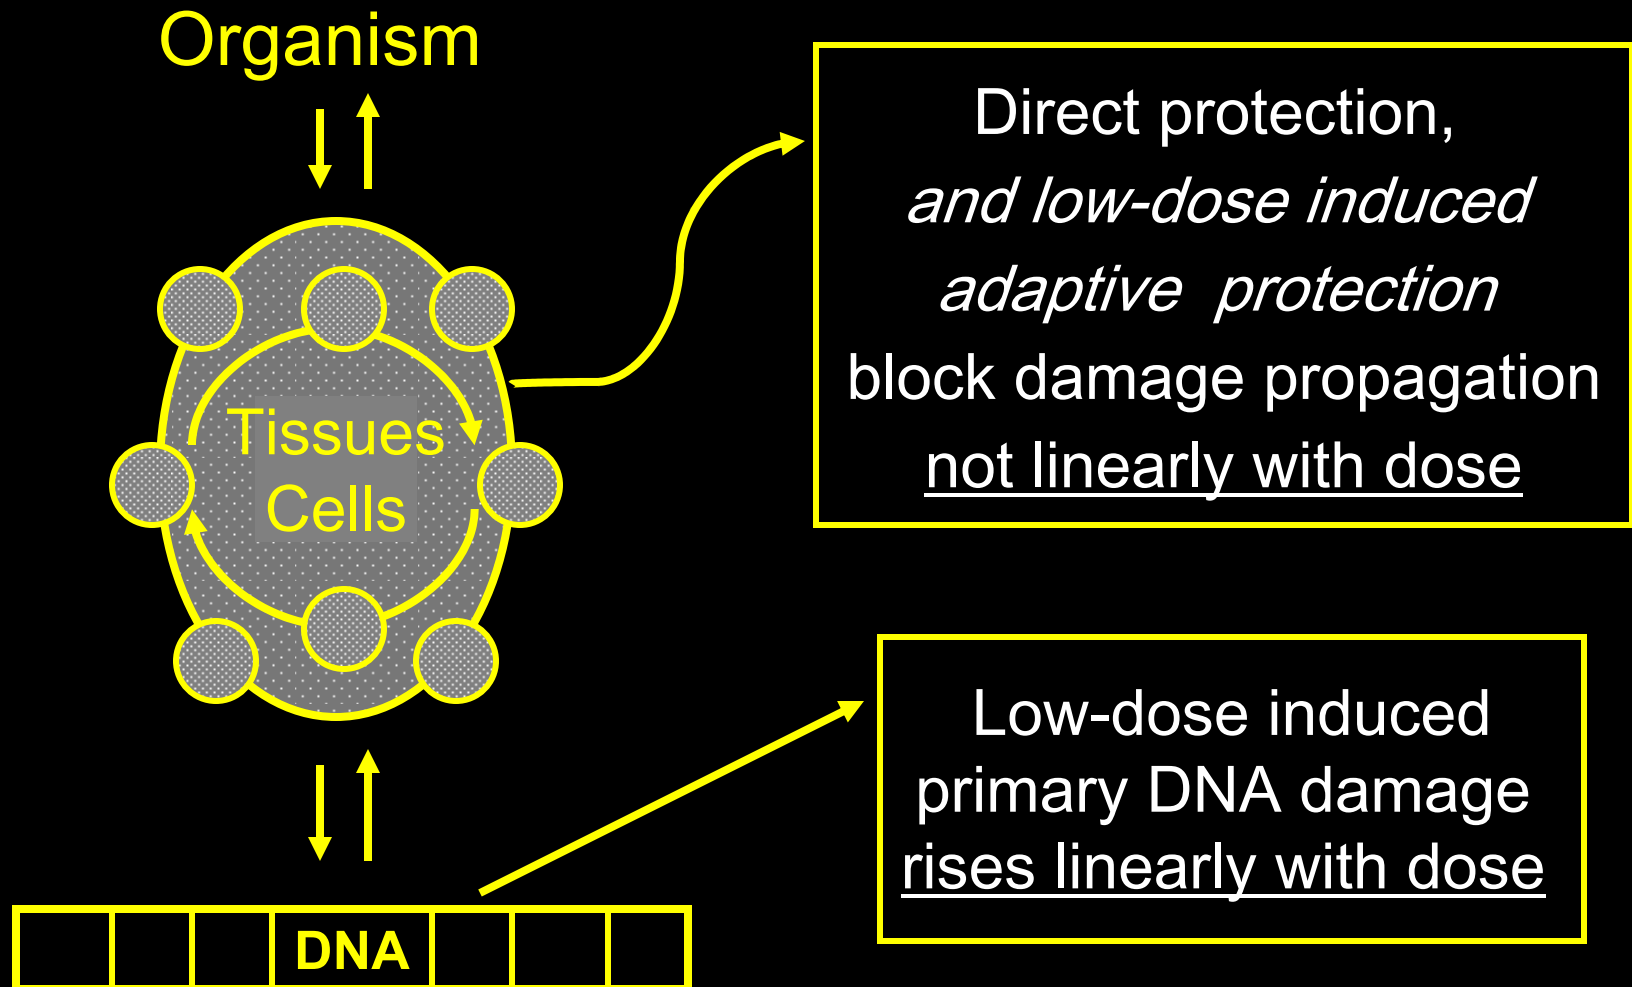 Organism
Tissues
Cells
DNA
Direct protection,
and low-dose induced
adaptive protection
block damage propagation
not linearly with dose
Low-dose induced
primary DNA damage
rises linearly with dose